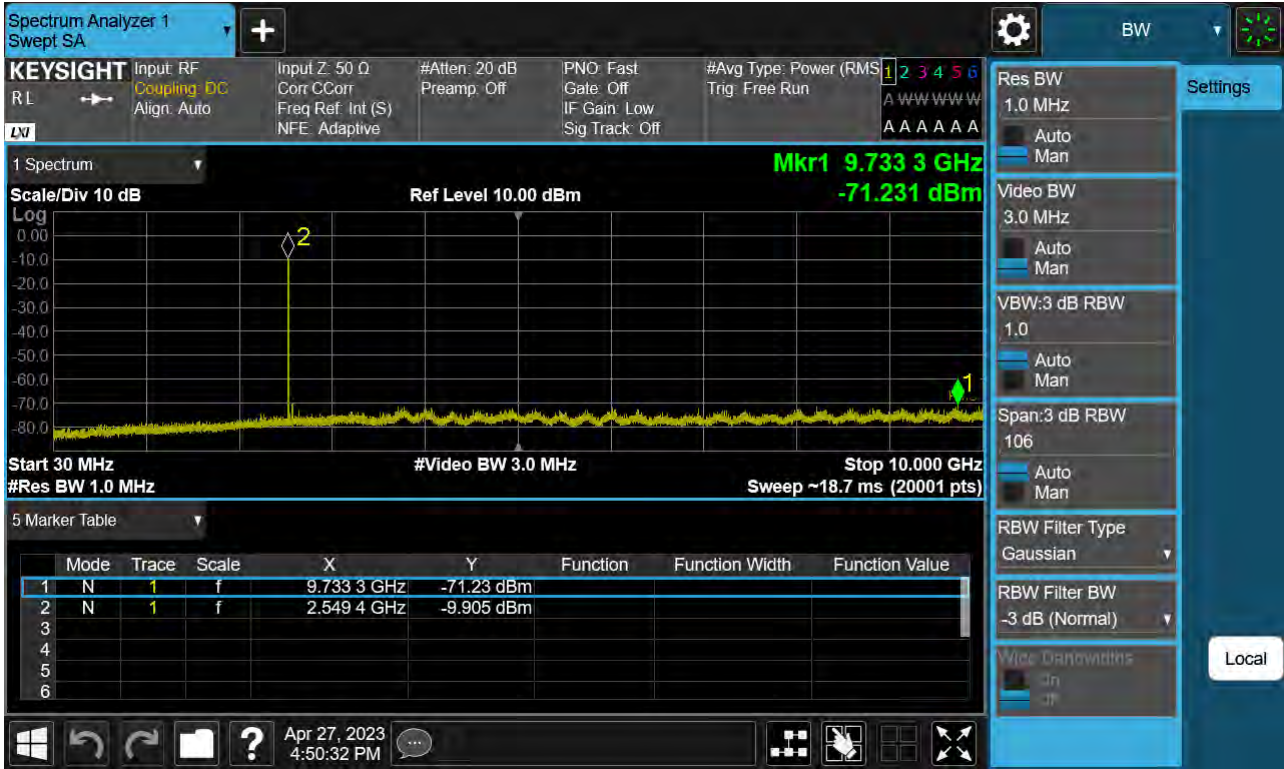 Spectrum Analyzer 1
Swept SA
+
BW
KEYSIGHT
RL
LXI
Input: RF
Coupling: DC
Align: Auto
Input Z: 50 Ω
Corr CCorr
Freq Ref: Int (S)
NFE: Adaptive
#Atten: 20 dB
Preamp: Off
PNO: Fast
Gate: Off
IF Gain: Low
Sig Track: Off
#Avg Type: Power (RMS
Trig: Free Run
1 2 3 4 5 6
A W W W W W
A A A A A A
1 Spectrum
Scale/Div 10 dB
Ref Level 10.00 dBm
Mkr1 9.733 3 GHz
-71.231 dBm
Log
0.00
-10.0
-20.0
-30.0
-40.0
-50.0
-60.0
-70.0
-80.0
2
1
Start 30 MHz
#Video BW 3.0 MHz
Stop 10.000 GHz
#Res BW 1.0 MHz
Sweep ~18.7 ms (20001 pts)
5 Marker Table
Mode Trace Scale X Y Function Function Width Function Value
1 N 1 f 9.733 3 GHz -71.23 dBm
2 N 1 f 2.549 4 GHz -9.905 dBm
3
4
5
6
?
Apr 27, 2023
4:50:32 PM
Res BW
1.0 MHz
Auto
Man
Video BW
3.0 MHz
Auto
Man
VBW:3 dB RBW
1.0
Auto
Man
Span:3 dB RBW
106
Auto
Man
RBW Filter Type
Gaussian
RBW Filter BW
-3 dB (Normal)
Settings
Local